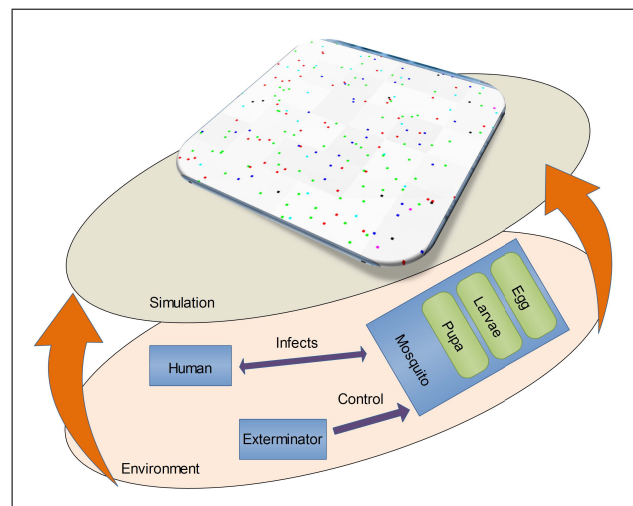 Simulation
Egg
Larvae
Pupa
Mosquito
Infects
Human
Control
Exterminator
Environment